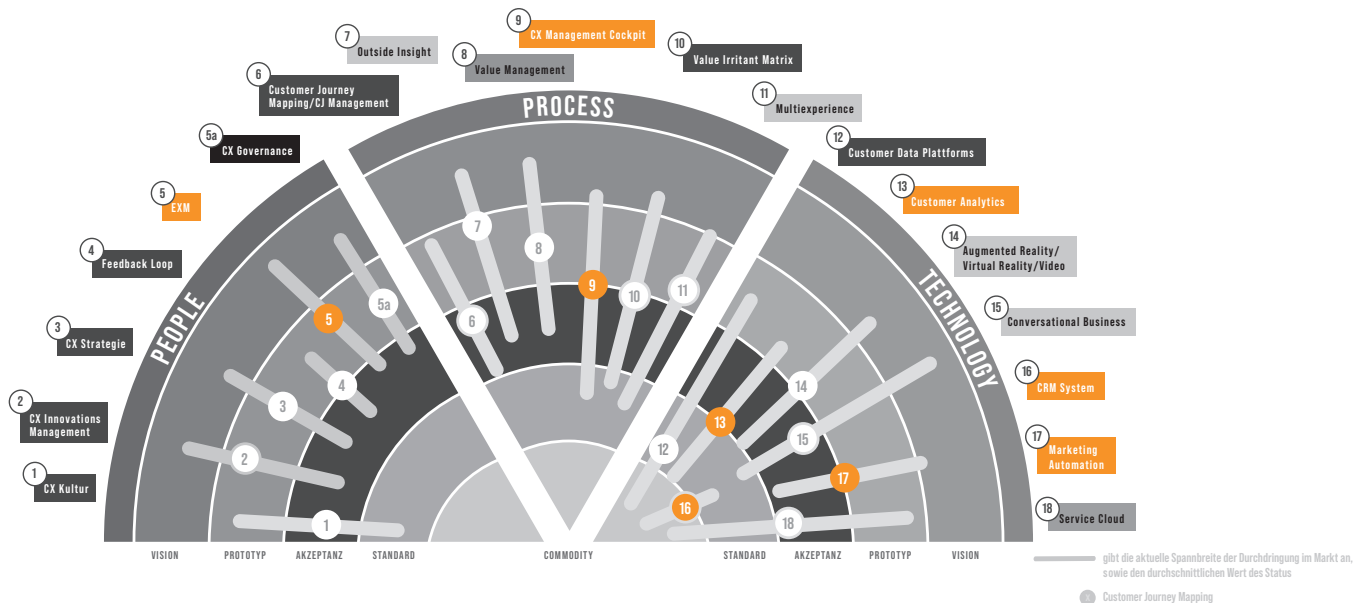 7
Outside Insight
9
CX Management Cockpit
8
Value Management
10
Value Irritant Matrix
6
Customer Journey
Mapping/CJ Management
11
Multiexperience
5a
CX Governance
12
Customer Data Plattforms
5
EXM
13
Customer Analytics
4
Feedback Loop
14
Augmented Reality/
Virtual Reality/Video
3
CX Strategie
15
Conversational Business
2
CX Innovations
Management
16
CRM System
1
CX Kultur
17
Marketing
Automation
18
Service Cloud
PEOPLE
PROCESS
TECHNOLOGY
1
2
3
4
5
5a
6
7
8
9
10
11
12
13
14
15
16
17
18
VISION
PROTOTYP
AKZEPTANZ
STANDARD
COMMODITY
STANDARD
AKZEPTANZ
PROTOTYP
VISION
gibt die aktuelle Spannbreite der Durchdringung im Markt an,
sowie den durchschnittlichen Wert des Status
Customer Journey Mapping